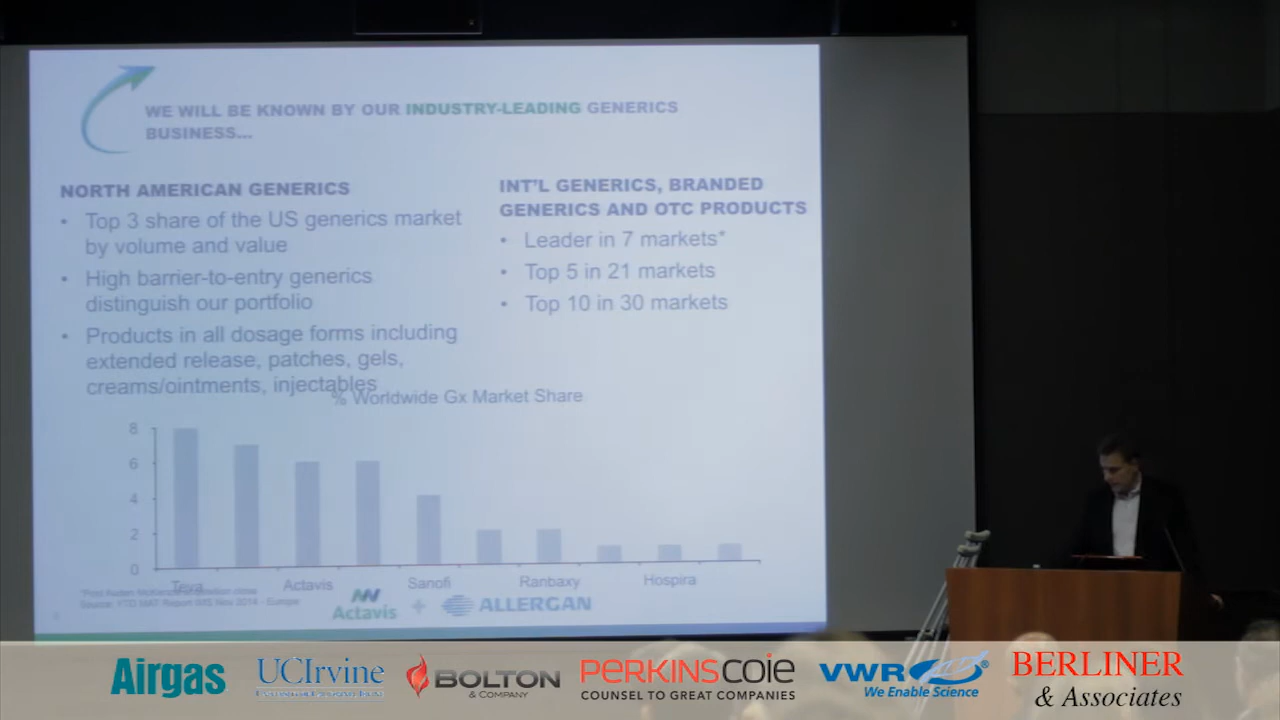 WE WILL BE KNOWN BY OUR INDUSTRY-LEADING GENERICS
BUSINESS...
NORTH AMERICAN GENERICS
• Top 3 share of the US generics market
by volume and value
• High barrier-to-entry generics
distinguish our portfolio
• Products in all dosage forms including
extended release, patches, gels,
creams/ointments, injectables
INT'L GENERICS, BRANDED
GENERICS AND OTC PRODUCTS
• Leader in 7 markets*
• Top 5 in 21 markets
• Top 10 in 30 markets
% Worldwide Gx Market Share
8
6
4
2
0
Teva
Actavis
Sanofi
Ranbaxy
Hospira
Source: YTD MAT Report IMS Nov 2014 - Europe
Actavis + ALLERGAN
Airgas
UCIrvine
BOLTON
& COMPANY
PERKINSCOIE
COUNSEL TO GREAT COMPANIES
VWR®
We Enable Science
BERLINER
& Associates